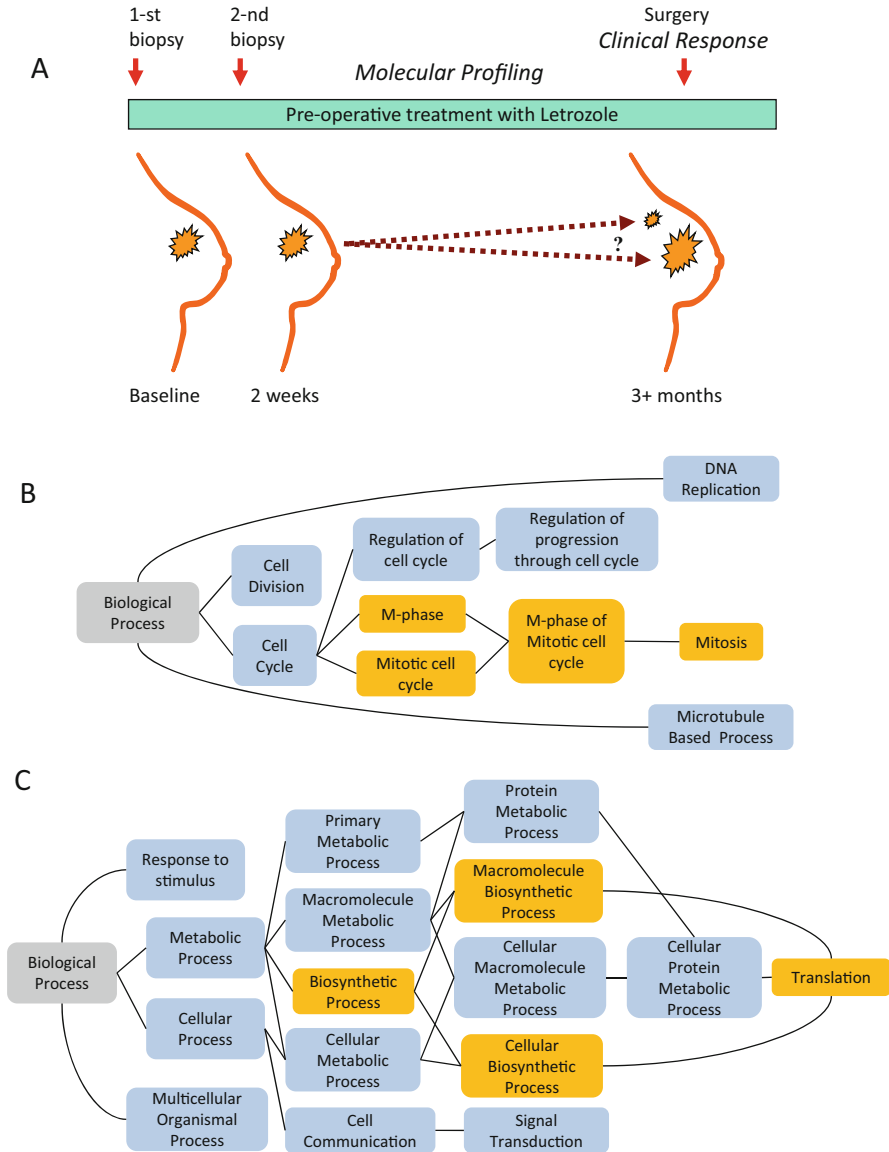 1-st
biopsy
2-nd
biopsy
Surgery
Clinical Response
A
Molecular Profiling
Pre-operative treatment with Letrozole
?
Baseline
2 weeks
3+ months
B
DNA
Replication
Regulation of
cell cycle
Regulation of
progression
through cell cycle
Cell
Division
Biological
Process
M-phase
M-phase of
Mitotic cell
cycle
Mitosis
Cell
Cycle
Mitotic cell
cycle
Microtubule
Based Process
C
Protein
Metabolic
Process
Primary
Metabolic
Process
Response to
stimulus
Macromolecule
Biosynthetic
Process
Macromolecule
Metabolic
Process
Metabolic
Process
Biological
Process
Biosynthetic
Process
Cellular
Macromolecule
Metabolic
Process
Cellular
Protein
Metabolic
Process
Translation
Cellular
Process
Cellular
Metabolic
Process
Cellular
Biosynthetic
Process
Multicellular
Organismal
Process
Cell
Communication
Signal
Transduction